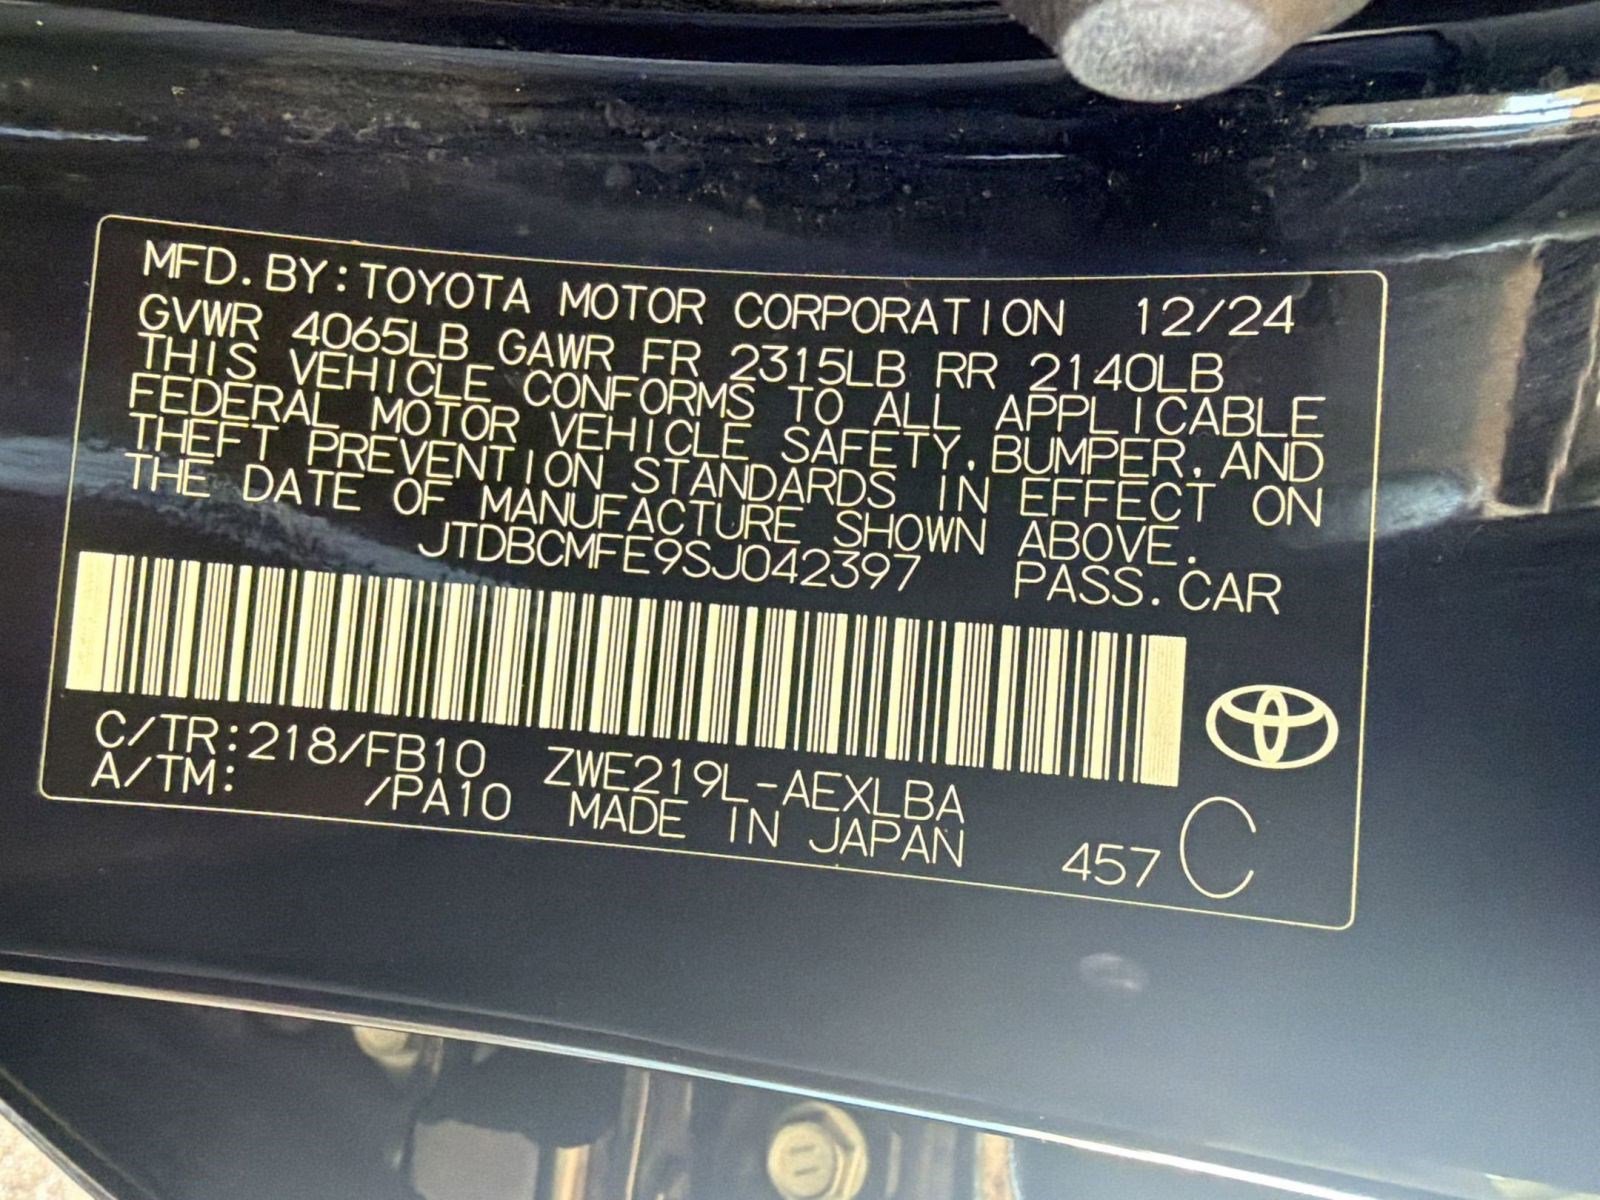 MFD.BY:TOYOTA MOTOR CORPORATION 12/24
GVWR 4065LB GAWR FR 2315LB RR 2140LB
THIS VEHICLE CONFORMS TO ALL APPLICABLE
FEDERAL MOTOR VEHICLE SAFETY, BUMPER, AND
THEFT PREVENTION STANDARDS IN EFFECT ON
THE DATE OF MANUFACTURE SHOWN ABOVE.
JTDBCMFE9SJ042397 PASS.CAR
C/TR:218/FB10 ZWE219L-AEXLBA
A/TM: /PA10 MADE IN JAPAN 457 C